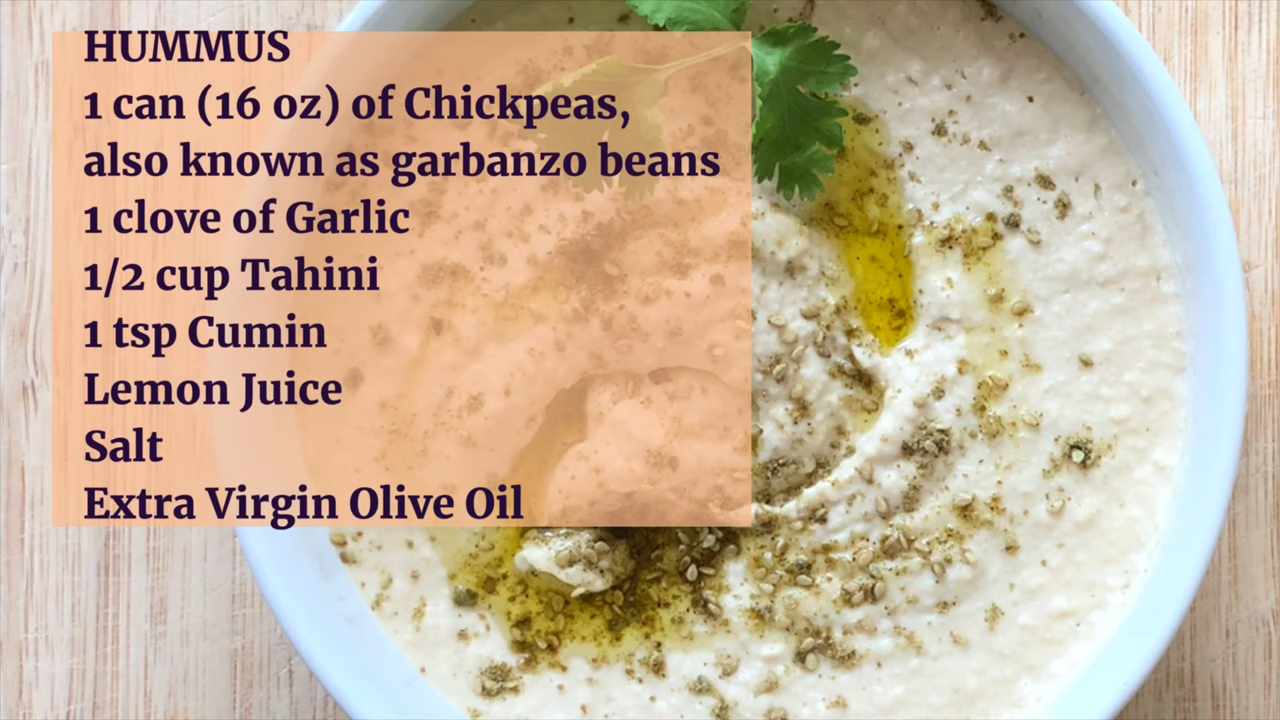 HUMMUS
1 can (16 oz) of Chickpeas,
also known as garbanzo beans
1 clove of Garlic
1/2 cup Tahini
1 tsp Cumin
Lemon Juice
Salt
Extra Virgin Olive Oil